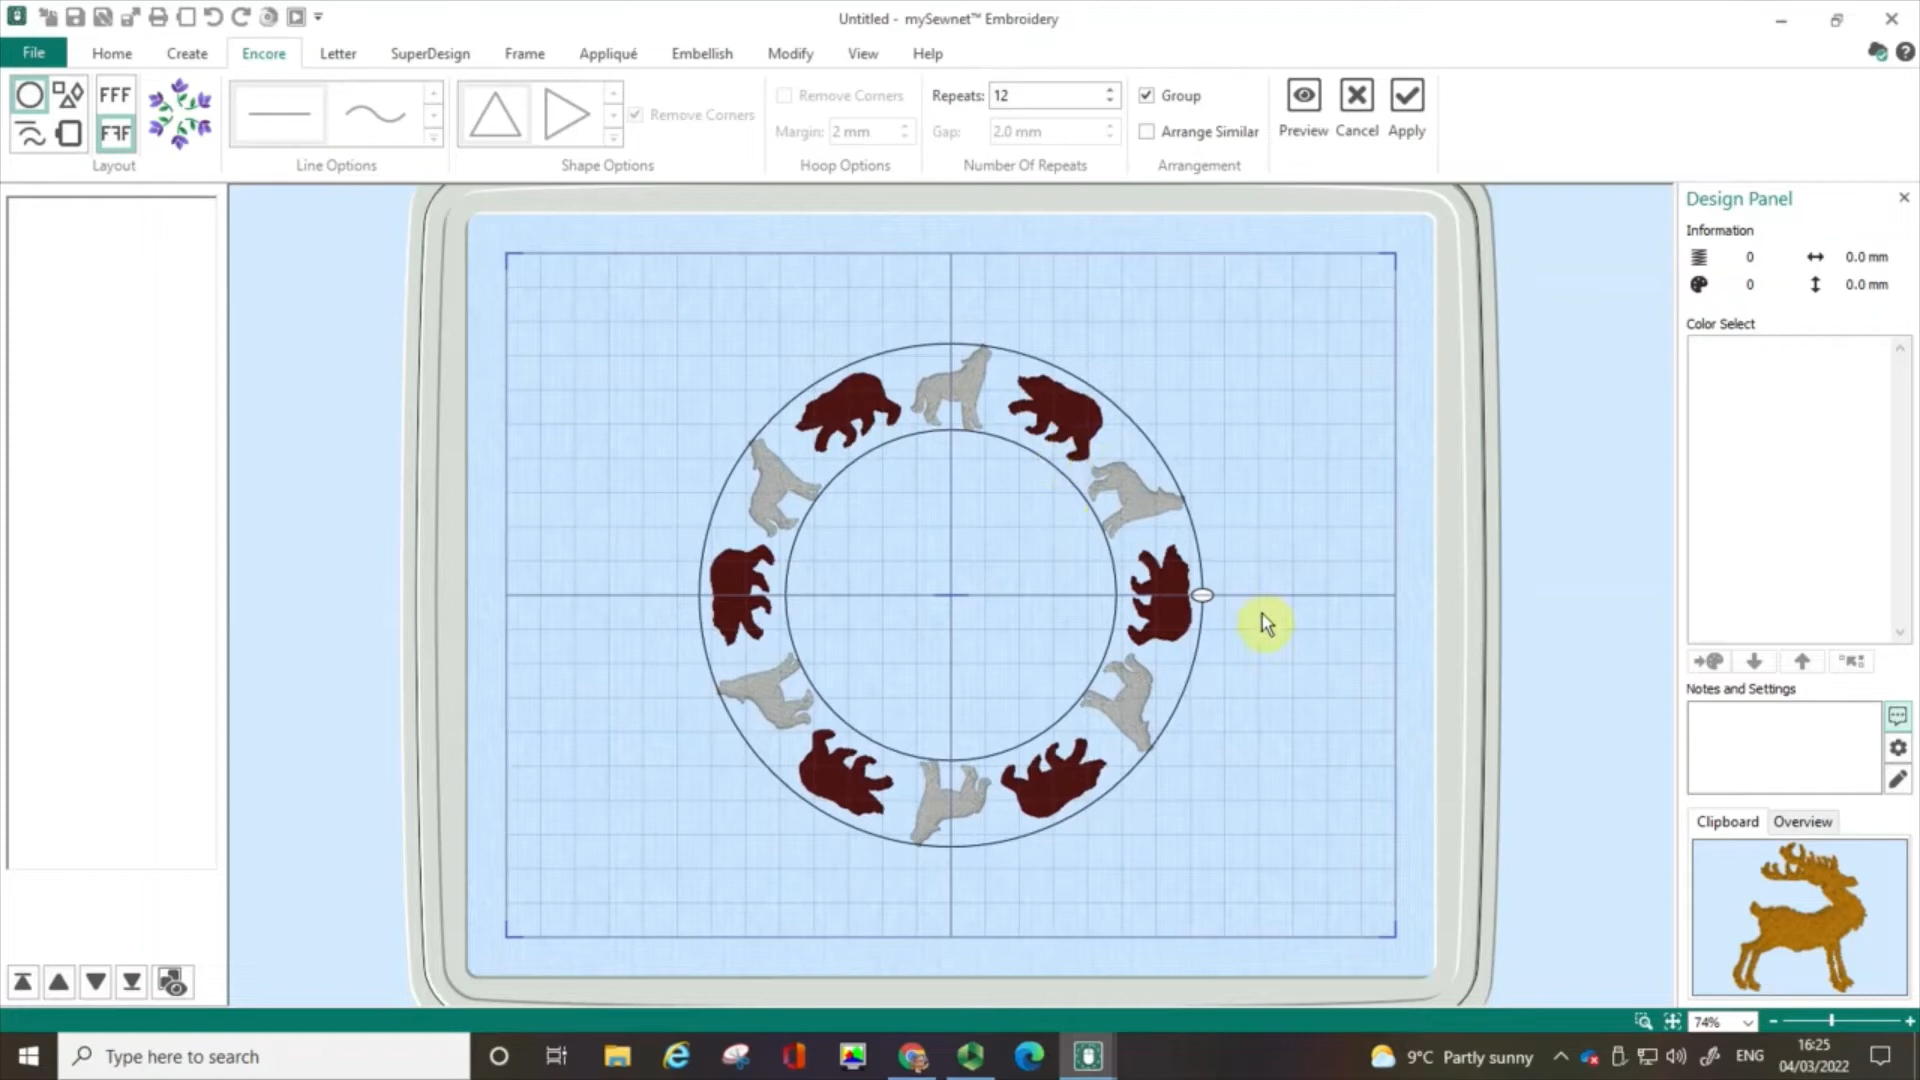 Untitled - mySewnet™ Embroidery
File Home Create Encore Letter SuperDesign Frame Appliqué Embellish Modify View Help
FFF
Remove Corners
Remove Corners
Repeats: 12
Group
Margin: 2 mm
Gap: 2.0 mm
Arrange Similar
Preview Cancel Apply
Layout
Line Options
Shape Options
Hoop Options
Number Of Repeats
Arrangement
Design Panel
Information
0 0.0 mm
0 0.0 mm
Color Select
Notes and Settings
Clipboard Overview
74%
Type here to search
9°C Partly sunny
ENG
16:25
04/03/2022